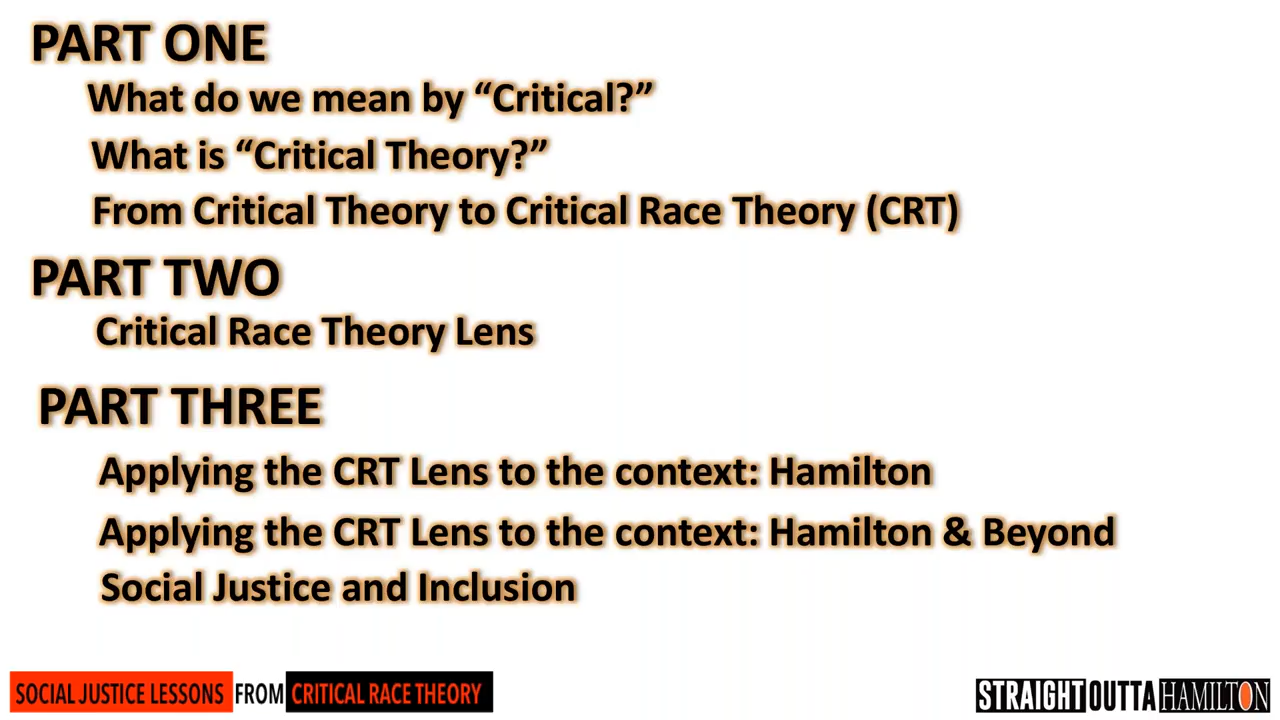 PART ONE
What do we mean by “Critical?”
What is “Critical Theory?”
From Critical Theory to Critical Race Theory (CRT)
PART TWO
Critical Race Theory Lens
PART THREE
Applying the CRT Lens to the context: Hamilton
Applying the CRT Lens to the context: Hamilton & Beyond
Social Justice and Inclusion
SOCIAL JUSTICE LESSONS FROM CRITICAL RACE THEORY
STRAIGHT OUTTA HAMILTON